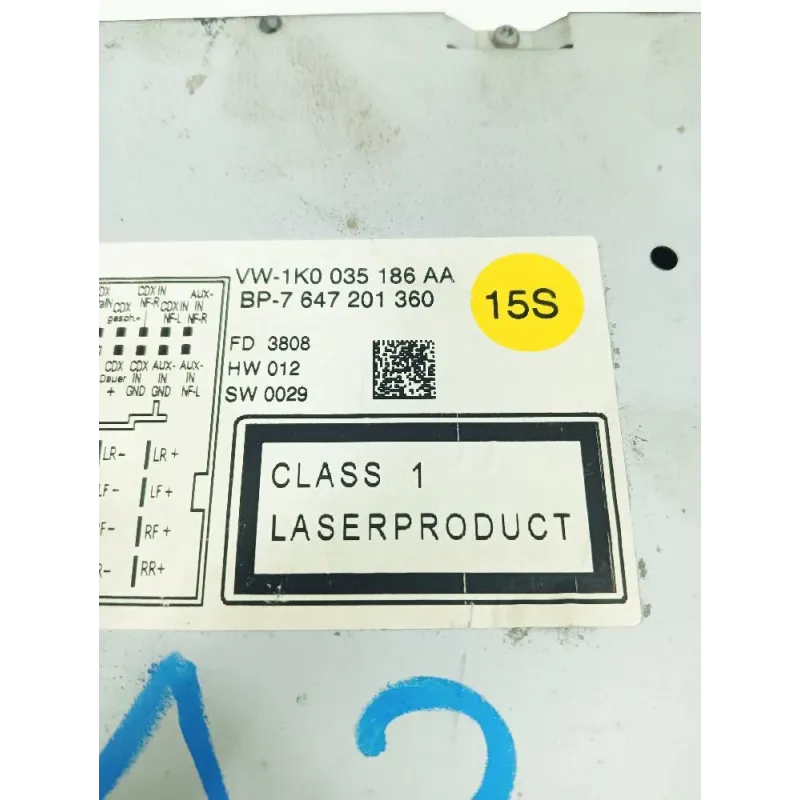 VW-1K0 035 186 AA
BP-7 647 201 360
15S
FD 3808
HW 012
SW 0029
CDX IN AUX-
CDX NF-R CDX IN IN
gesch.+ NF-L NF-R
CDX CDX AUX- AUX-
Dauer IN IN IN
+ GND GND NF-L
LR- LR+
LF- LF+
RF+
RR+
CLASS 1
LASERPRODUCT
A2